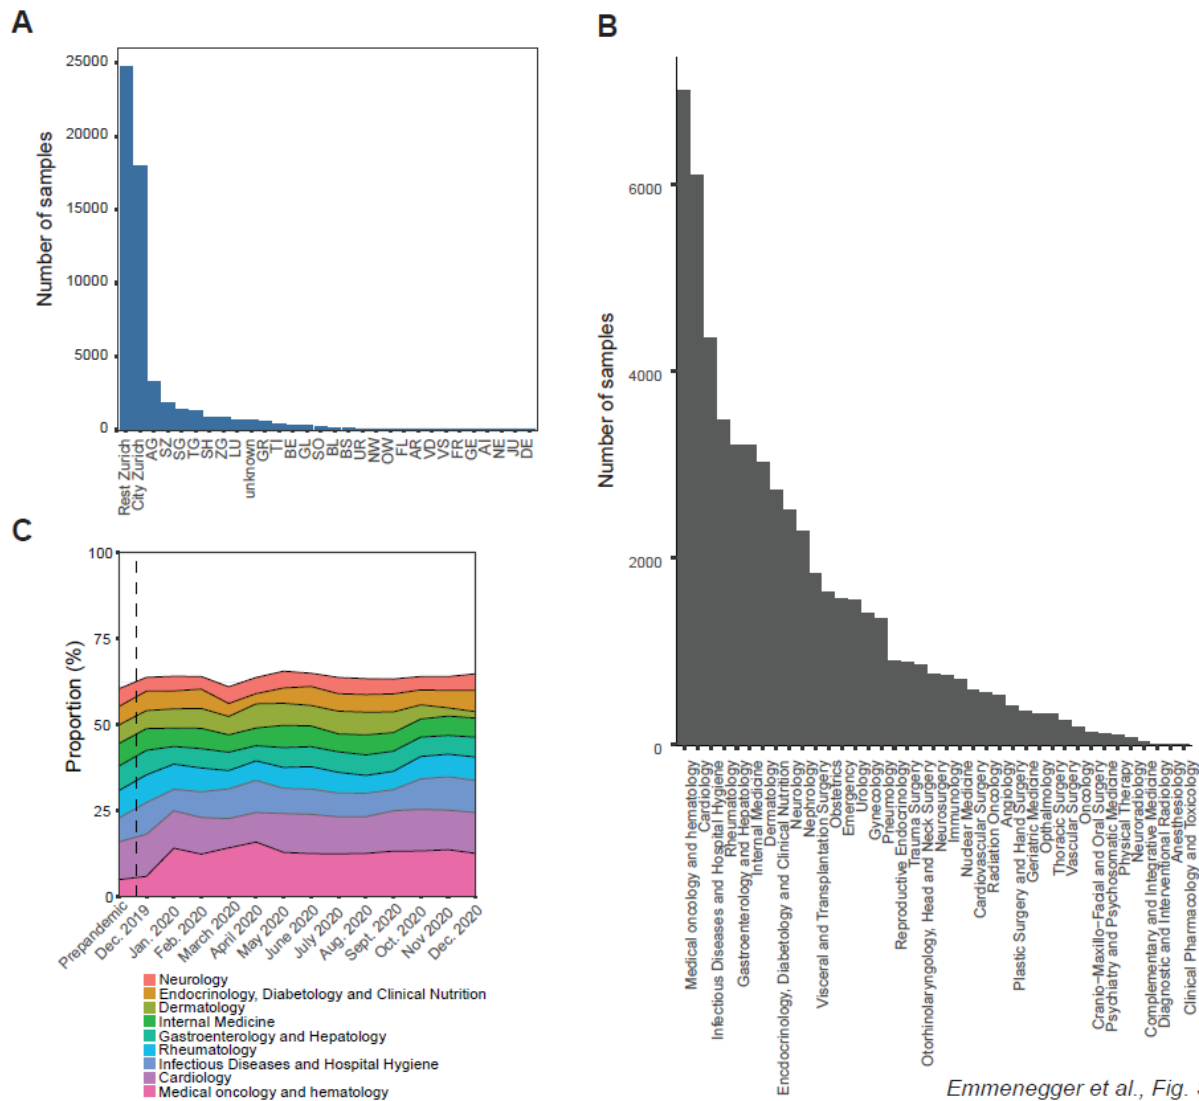 A
Number of samples
25000
20000
15000
10000
5000
0
Rest Zurich
City Zurich
AG
SZ
SG
TG
SH
ZG
LU
unknown
GR
TI
BE
GL
SO
BL
BS
UR
NW
OW
FL
AR
VD
VS
FR
GE
AI
NE
JU
DE
B
Number of samples
6000
4000
2000
0
Medical oncology and hematology
Cardiology
Infectious Diseases and Hospital Hygiene
Rheumatology
Gastroenterology and Hepatology
Internal Medicine
Dermatology
Encdocrinology, Diabetology and Clinical Nutrition
Neurology
Nephrology
Visceral and Transplantation Surgery
Obstetrics
Emergency
Urology
Gynecology
Pneumology
Reproductive Endocrinology
Trauma Surgery
Otorhinolaryngology, Head and Neck Surgery
Neurosurgery
Immunology
Nuclear Medicine
Cardiovascular Surgery
Radiation Oncology
Angiology
Plastic Surgery and Hand Surgery
Geriatric Medicine
Opthalmology
Thoracic Surgery
Vascular Surgery
Oncology
Cranio−Maxillo−Facial and Oral Surgery
Psychiatry and Psychosomatic Medicine
Physical Therapy
Neuroradiology
Complementary and Integrative Medicine
Diagnostic and Interventional Radiology
Anesthesiology
Clinical Pharmacology and Toxicology
C
Proportion (%)
100
75
50
25
0
Prepandemic
Dec. 2019
Jan. 2020
Feb. 2020
March 2020
April 2020
May 2020
June 2020
July 2020
Aug. 2020
Sept. 2020
Oct. 2020
Nov 2020
Dec. 2020
Neurology
Endocrinology, Diabetology and Clinical Nutrition
Dermatology
Internal Medicine
Gastroenterology and Hepatology
Rheumatology
Infectious Diseases and Hospital Hygiene
Cardiology
Medical oncology and hematology
Emmenegger et al., Fig.